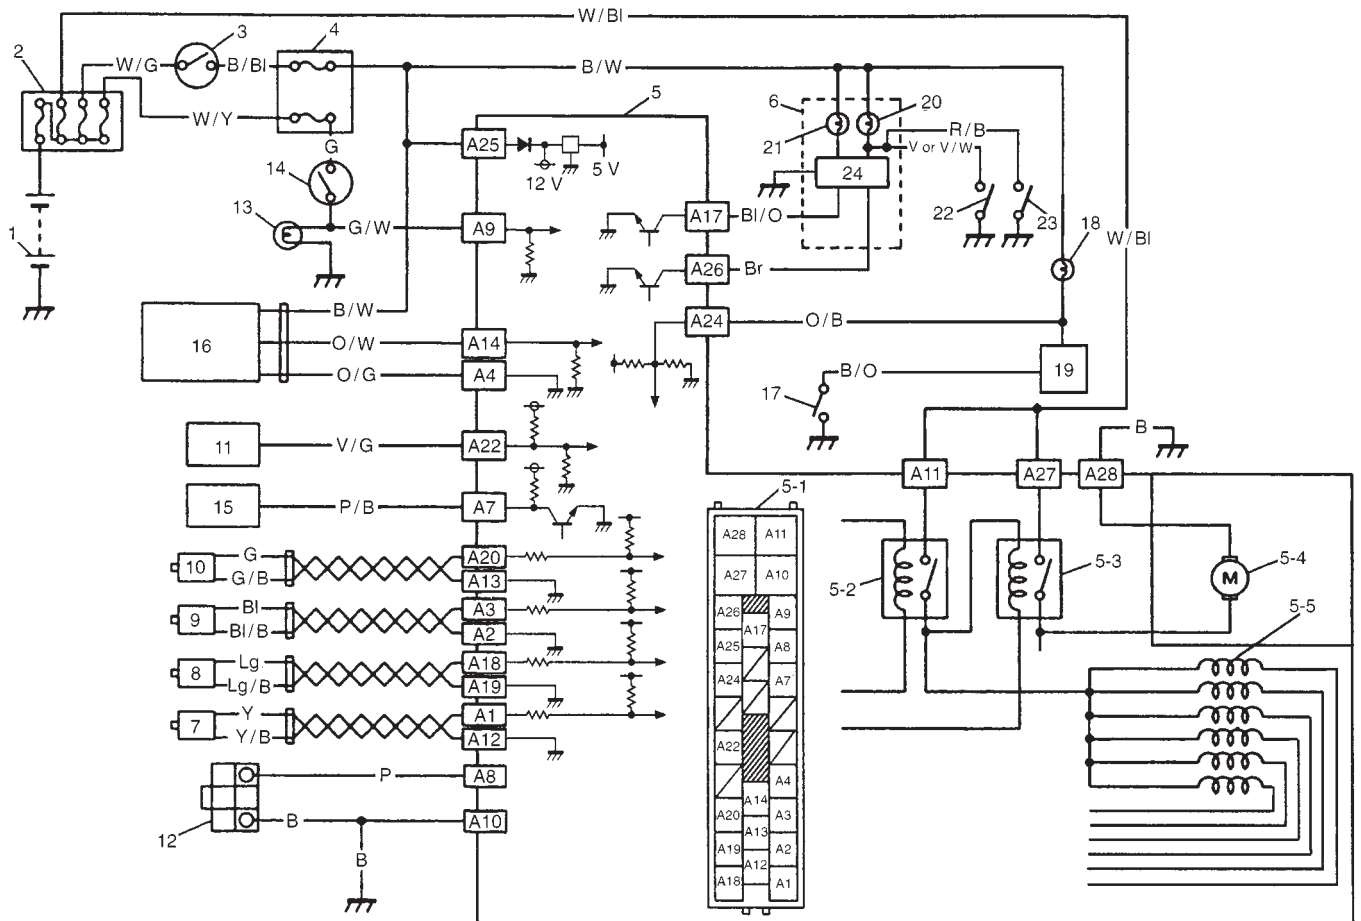 W/Bl
3
4
2
W/G
B/Bl
B/W
W/Y
5
6
20
G
A25
12 V
5 V
21
R/B
V or V/W
14
24
13
G/W
A9
A17
Bl/O
22
23
18
W/Bl
1
A26
Br
B/W
16
O/W
A14
A24
O/B
O/G
A4
B/O
19
17
11
V/G
A22
B
A11
A27
A28
15
P/B
A7
5-1
10
G
G/B
A20
A13
9
Bl
Bl/B
A3
A2
8
Lg
Lg/B
A18
A19
7
Y
Y/B
A1
A12
5-2
5-3
M
5-4
5-5
A28
A11
A27
A10
A26
A9
A17
A25
A8
A24
A7
A22
A4
A14
A20
A3
A13
A19
A2
A12
A18
A1
P
A8
12
B
A10
B